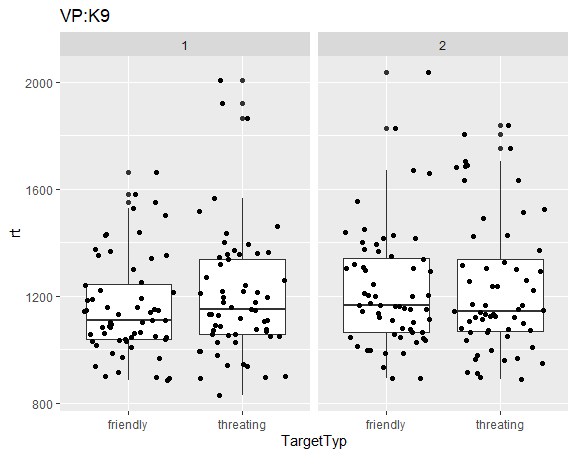 VP:K9
1 2
2000
1600
1200
800
rt
friendly threating friendly threating
TargetTyp